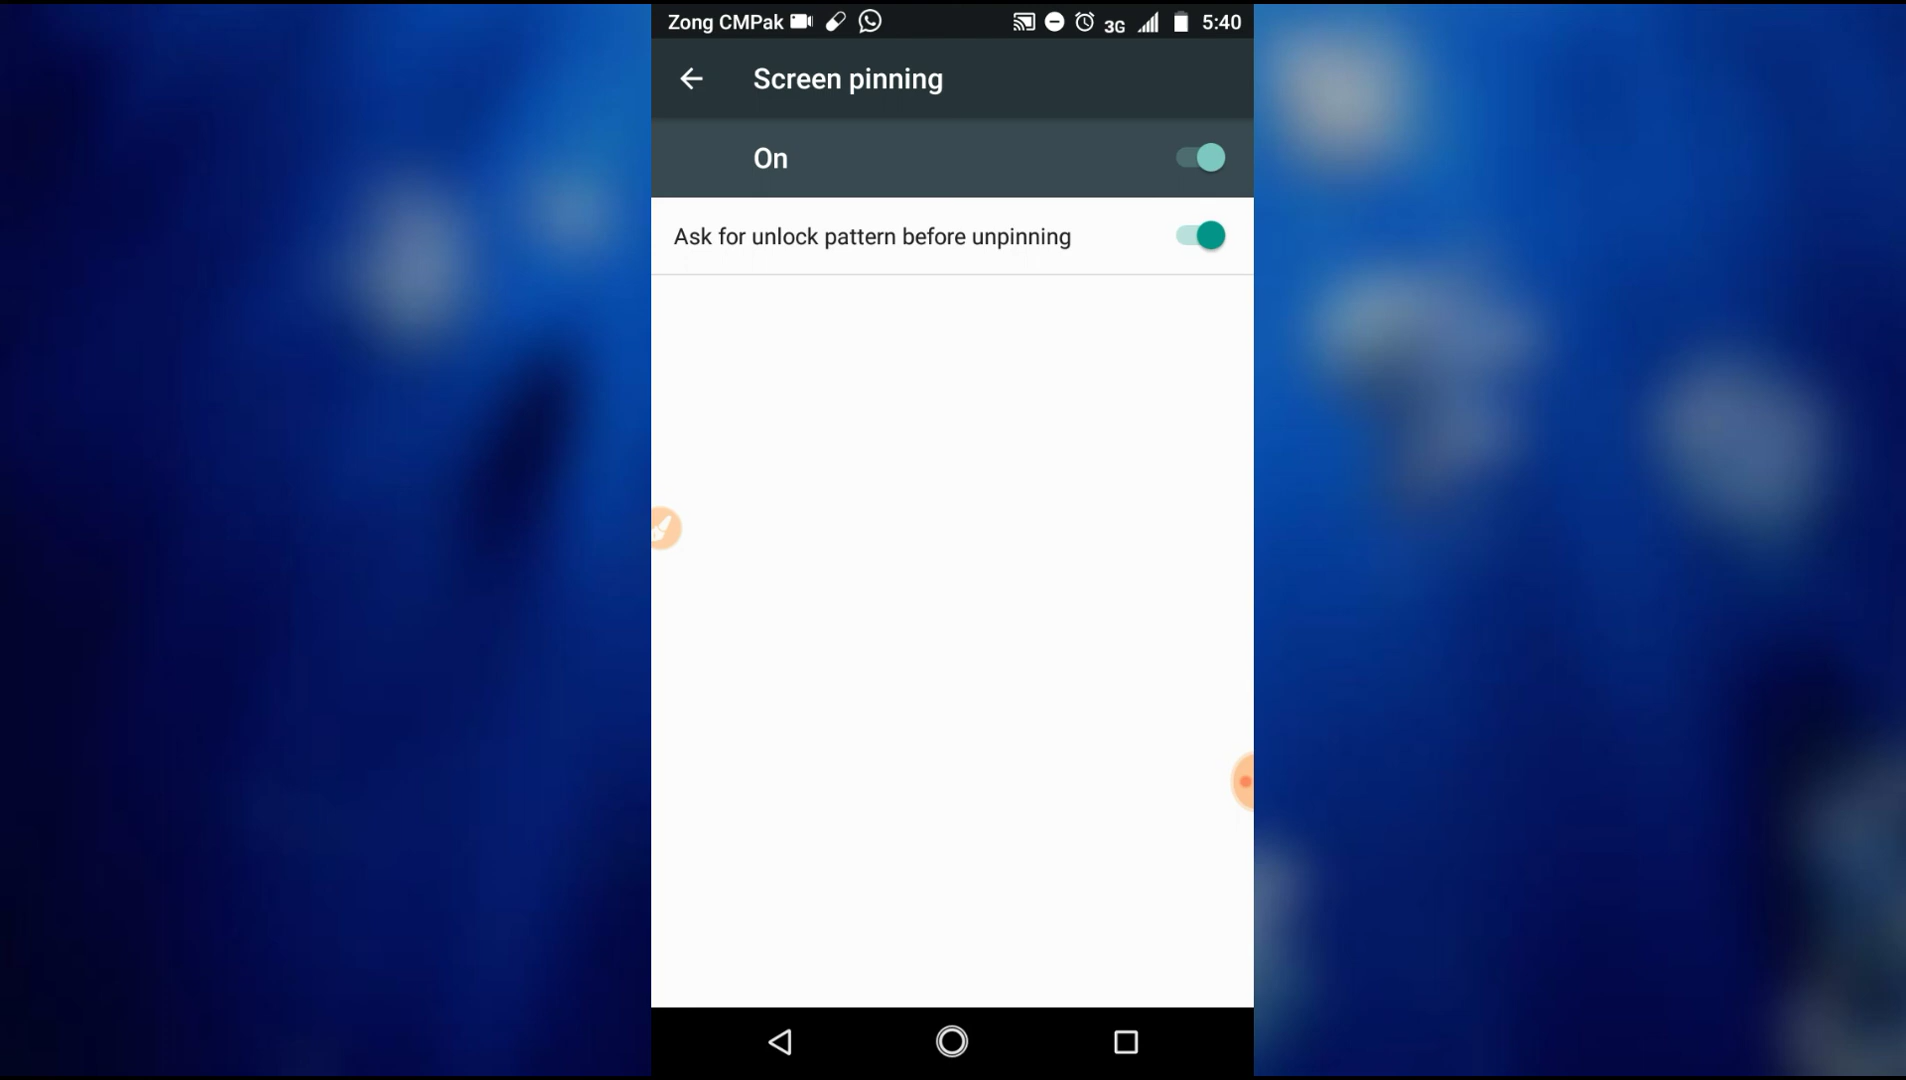 Zong CMPak 3G 5:40
Screen pinning
On
Ask for unlock pattern before unpinning